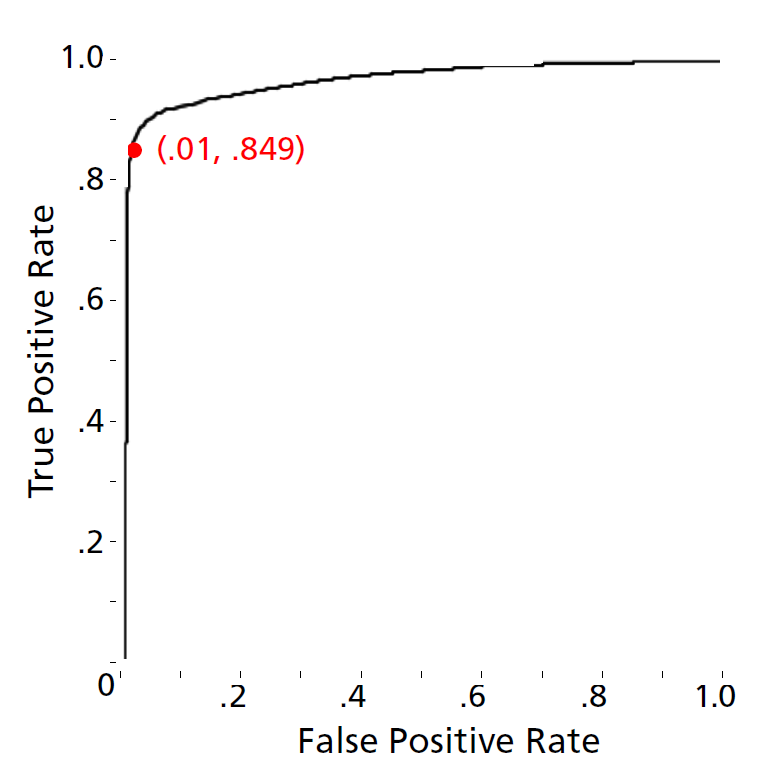 1.0
(.01, .849)
.8
.6
.4
.2
0
.2 .4 .6 .8 1.0
True Positive Rate
False Positive Rate